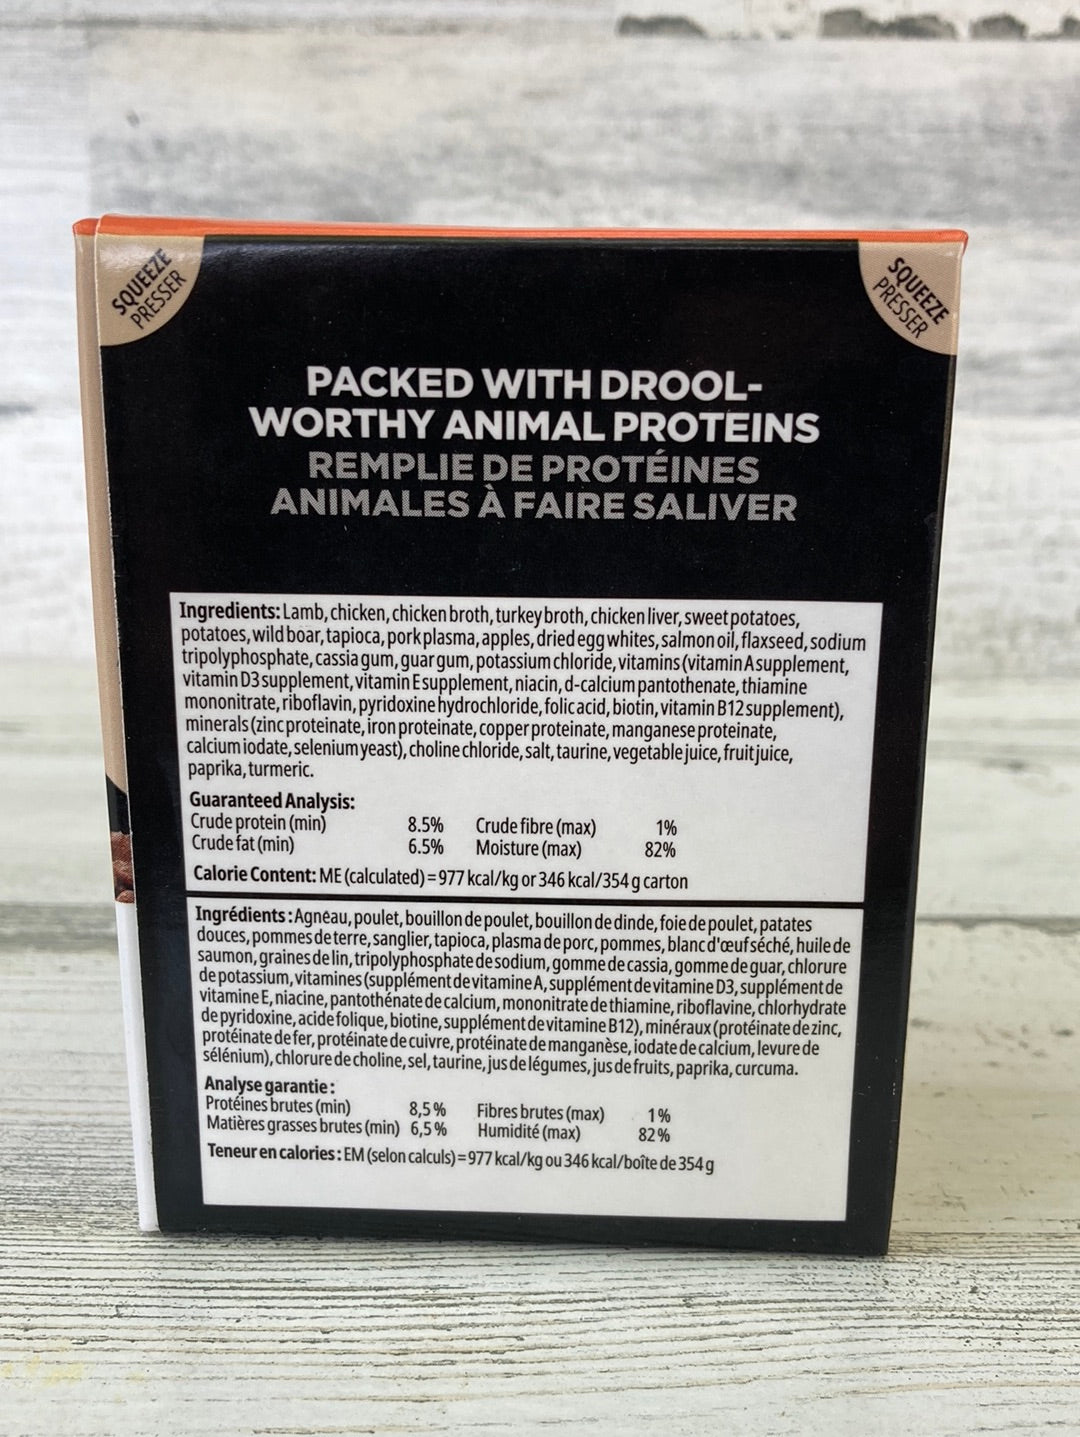 SQUEEZE
PRESSER
SQUEEZE
PRESSER
PACKED WITH DROOL-
WORTHY ANIMAL PROTEINS
REMPLIE DE PROTÉINES
ANIMALES À FAIRE SALIVER
Ingredients: Lamb, chicken, chicken broth, turkey broth, chicken liver, sweet potatoes,
potatoes, wild boar, tapioca, pork plasma, apples, dried egg whites, salmon oil, flaxseed, sodium
tripolyphosphate, cassia gum, guar gum, potassium chloride, vitamins (vitamin A supplement,
vitamin D3 supplement, vitamin E supplement, niacin, d-calcium pantothenate, thiamine
mononitrate, riboflavin, pyridoxine hydrochloride, folic acid, biotin, vitamin B12 supplement),
minerals (zinc proteinate, iron proteinate, copper proteinate, manganese proteinate,
calcium iodate, selenium yeast), choline chloride, salt, taurine, vegetable juice, fruit juice,
paprika, turmeric.
Guaranteed Analysis:
Crude protein (min) 8.5% Crude fibre (max) 1%
Crude fat (min) 6.5% Moisture (max) 82%
Calorie Content: ME (calculated) = 977 kcal/kg or 346 kcal/354 g carton
Ingrédients : Agneau, poulet, bouillon de poulet, bouillon de dinde, foie de poulet, patates
douces, pommes de terre, sanglier, tapioca, plasma de porc, pommes, blanc d'œuf séché, huile de
saumon, graines de lin, tripolyphosphate de sodium, gomme de cassia, gomme de guar, chlorure
de potassium, vitamines (supplément de vitamine A, supplément de vitamine D3, supplément de
vitamine E, niacine, pantothénate de calcium, mononitrate de thiamine, riboflavine, chlorhydrate
de pyridoxine, acide folique, biotine, supplément de vitamine B12), minéraux (protéinate de zinc,
protéinate de fer, protéinate de cuivre, protéinate de manganèse, iodate de calcium, levure de
sélénium), chlorure de choline, sel, taurine, jus de légumes, jus de fruits, paprika, curcuma.
Analyse garantie :
Protéines brutes (min) 8,5 % Fibres brutes (max) 1 %
Matières grasses brutes (min) 6,5 % Humidité (max) 82 %
Teneur en calories : EM (selon calculs) = 977 kcal/kg ou 346 kcal/boîte de 354 g